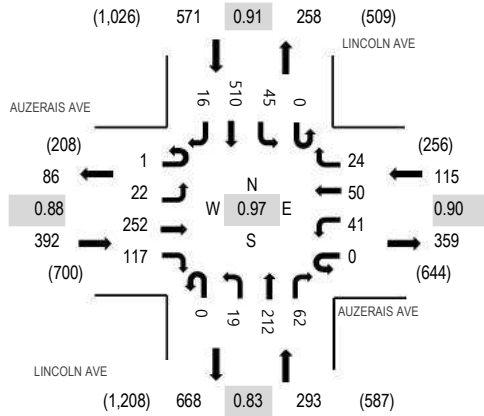 (1,026) 571 0.91 258 (509)
LINCOLN AVE
AUZERAIS AVE
16 510 45 0
(208) (256)
86 1 24 115
22 N 50
0.88 W 0.97 E 0.90
252 S 41
392 117 0 359
(700) (644)
0 19 212 62
AUZERAIS AVE
LINCOLN AVE
(1,208) 668 0.83 293 (587)